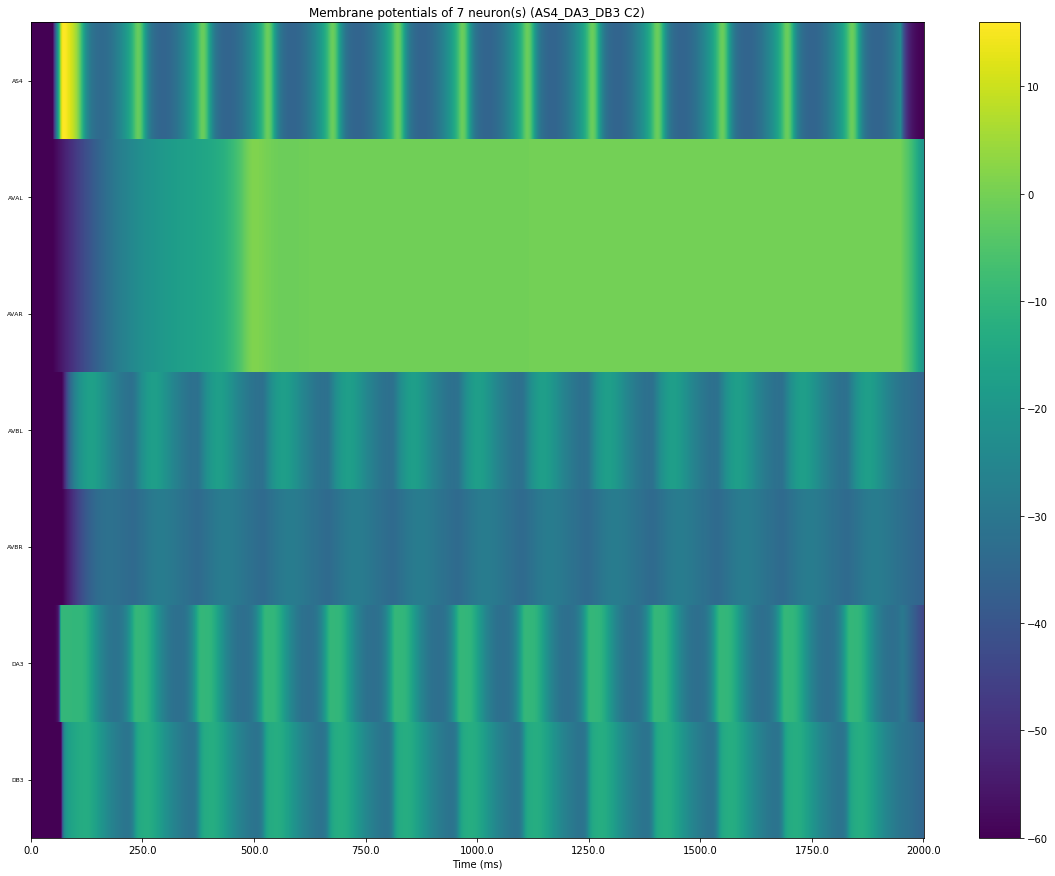 Membrane potentials of 7 neuron(s) (AS4_DA3_DB3 C2)
AS4
AVAL
AVAR
AVBL
AVBR
DA3
DB3
0.0 250.0 500.0 750.0 1000.0 1250.0 1500.0 1750.0 2000.0
Time (ms)
10
0
−10
−20
−30
−40
−50
−60